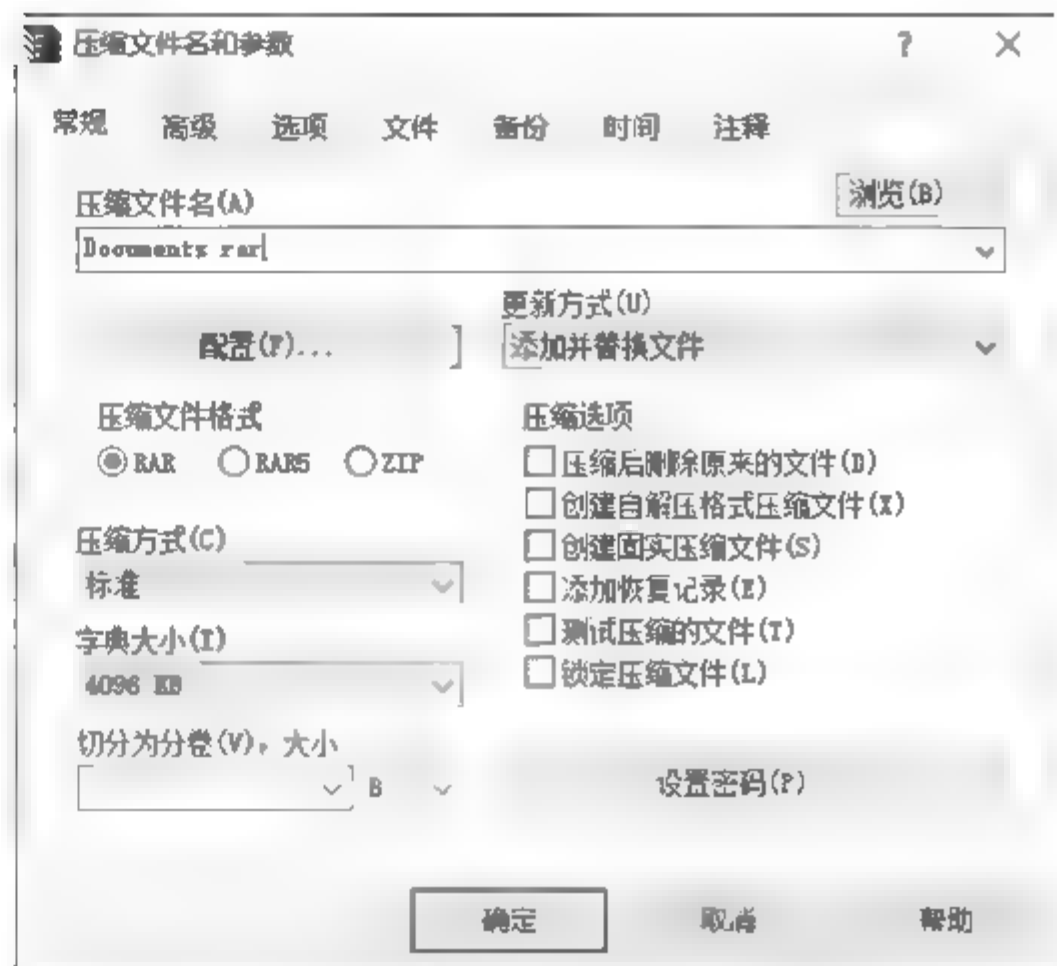 压缩文件名和参数 ? ×
常规 高级 选项 文件 备份 时间 注释
压缩文件名(A) 浏览(B)
Documents rar
更新方式(U)
配置(F)... 添加并替换文件
压缩文件格式 压缩选项
RAR RAR5 ZIP
压缩后删除原来的文件(D)
创建自解压格式压缩文件(X)
压缩方式(C) 创建固实压缩文件(S)
标准 添加恢复记录(E)
字典大小(I) 测试压缩的文件(T)
4096 KB 锁定压缩文件(L)
切分为分卷(V), 大小
B 设置密码(P)
确定 取消 帮助